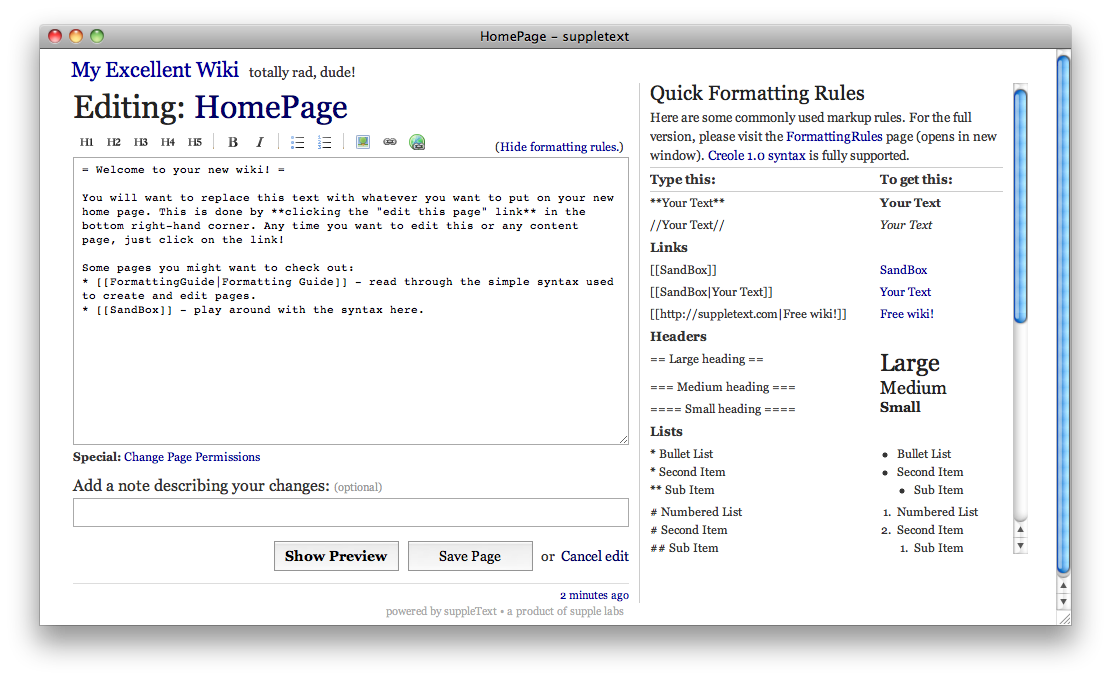 HomePage – suppletext
My Excellent Wiki totally rad, dude!
Editing: HomePage
H1 H2 H3 H4 H5 B I
(Hide formatting rules.)
= Welcome to your new wiki! =
You will want to replace this text with whatever you want to put on your new
home page. This is done by **clicking the "edit this page" link** in the
bottom right-hand corner. Any time you want to edit this or any content
page, just click on the link!
Some pages you might want to check out:
* [[FormattingGuide|Formatting Guide]] - read through the simple syntax used
to create and edit pages.
* [[SandBox]] - play around with the syntax here.
Special: Change Page Permissions
Add a note describing your changes: (optional)
Show Preview Save Page or Cancel edit
2 minutes ago
powered by suppleText • a product of supple labs
Quick Formatting Rules
Here are some commonly used markup rules. For the full
version, please visit the FormattingRules page (opens in new
window). Creole 1.0 syntax is fully supported.
Type this: To get this:
**Your Text** Your Text
//Your Text// Your Text
Links
[[SandBox]] SandBox
[[SandBox|Your Text]] Your Text
[[http://suppletext.com|Free wiki!]] Free wiki!
Headers
== Large heading == Large
=== Medium heading === Medium
==== Small heading ==== Small
Lists
* Bullet List • Bullet List
* Second Item • Second Item
** Sub Item • Sub Item
# Numbered List 1. Numbered List
# Second Item 2. Second Item
## Sub Item 1. Sub Item